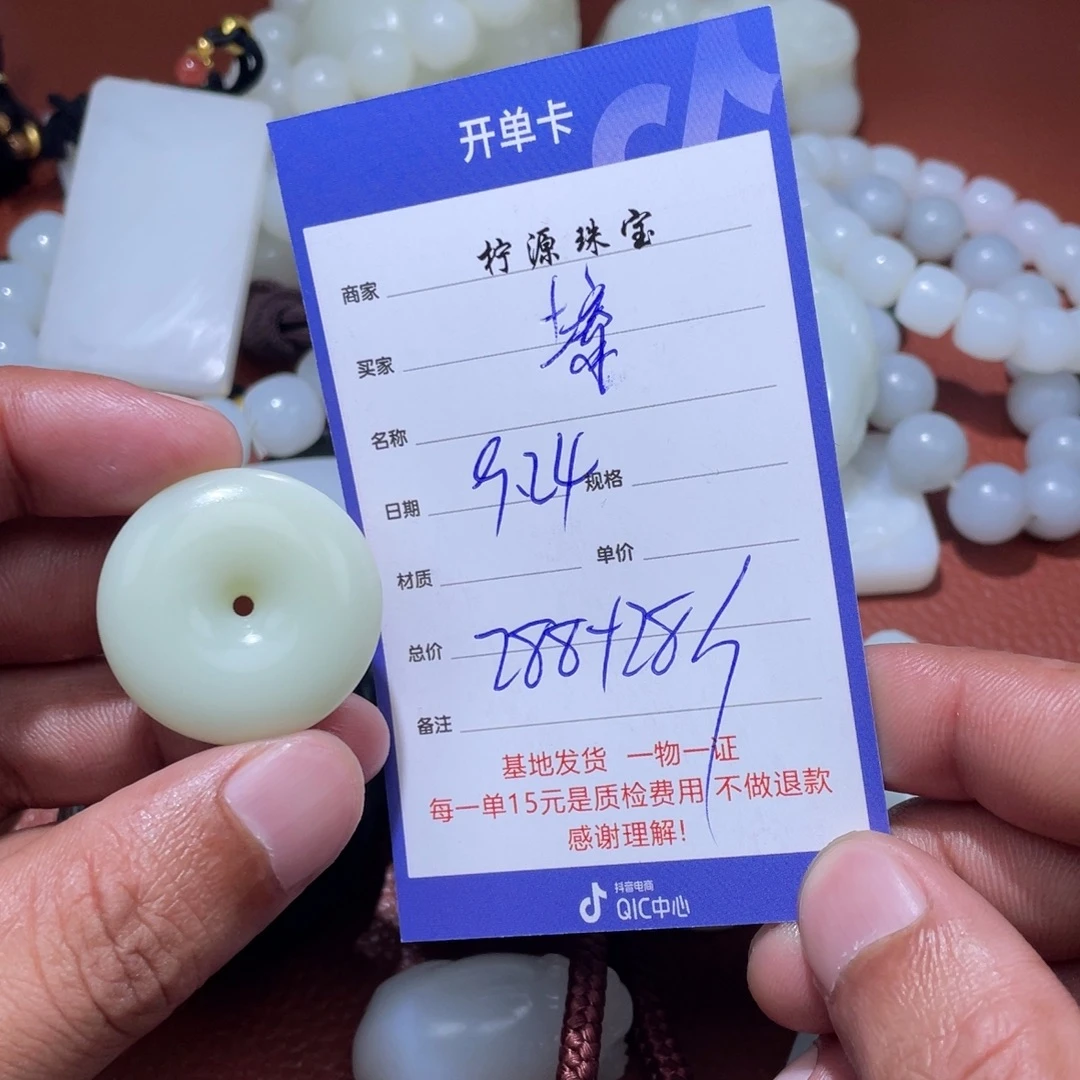 开单卡
商家 柠源珠宝
买家
名称
日期 9.24 规格
材质 单价
总价 288+28
备注
基地发货 一物一证
每一单15元是质检费用 不做退款
感谢理解!
抖音电商
QIC中心